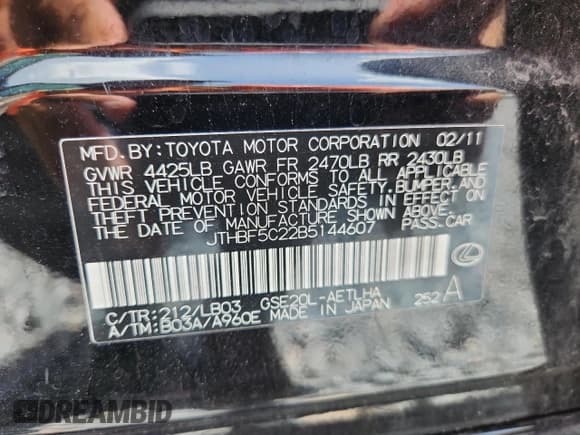 MFD.BY:TOYOTA MOTOR CORPORATION 02/11
GVWR 4425LB GAWR FR 2470LB RR 2430LB
THIS VEHICLE CONFORMS TO ALL APPLICABLE
FEDERAL MOTOR VEHICLE SAFETY,BUMPER,AND
THEFT PREVENTION STANDARDS IN EFFECT ON
THE DATE OF MANUFACTURE SHOWN ABOVE.
JTHBF5C22B5144607 PASS.CAR
C/TR:212/LB03 GSE20L-AETLHA 252A
A/TM:B03A/A960E MADE IN JAPAN
DREAMBID